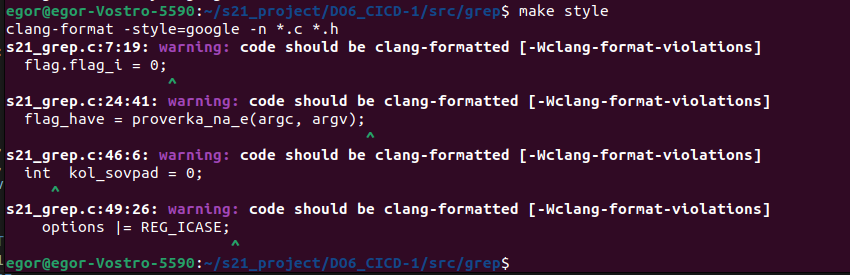 egor@egor-Vostro-5590:~/s21_project/DO6_CICD-1/src/grep$ make style
clang-format -style=google -n *.c *.h
s21_grep.c:7:19: warning: code should be clang-formatted [-Wclang-format-violations]
  flag.flag_i = 0;
                  ^
s21_grep.c:24:41: warning: code should be clang-formatted [-Wclang-format-violations]
  flag_have = proverka_na_e(argc, argv);
                                        ^
s21_grep.c:46:6: warning: code should be clang-formatted [-Wclang-format-violations]
  int  kol_sovpad = 0;
     ^
s21_grep.c:49:26: warning: code should be clang-formatted [-Wclang-format-violations]
    options |= REG_ICASE;
                         ^
egor@egor-Vostro-5590:~/s21_project/DO6_CICD-1/src/grep$